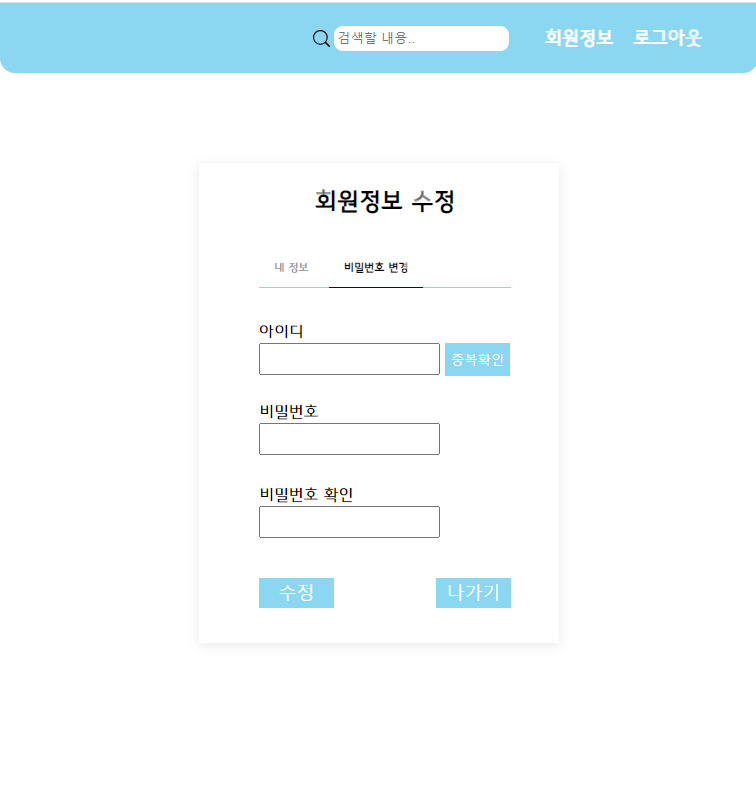 검색할 내용.. 회원정보 로그아웃
회원정보 수정
내 정보 비밀번호 변경
아이디
중복확인
비밀번호
비밀번호 확인
수정 나가기